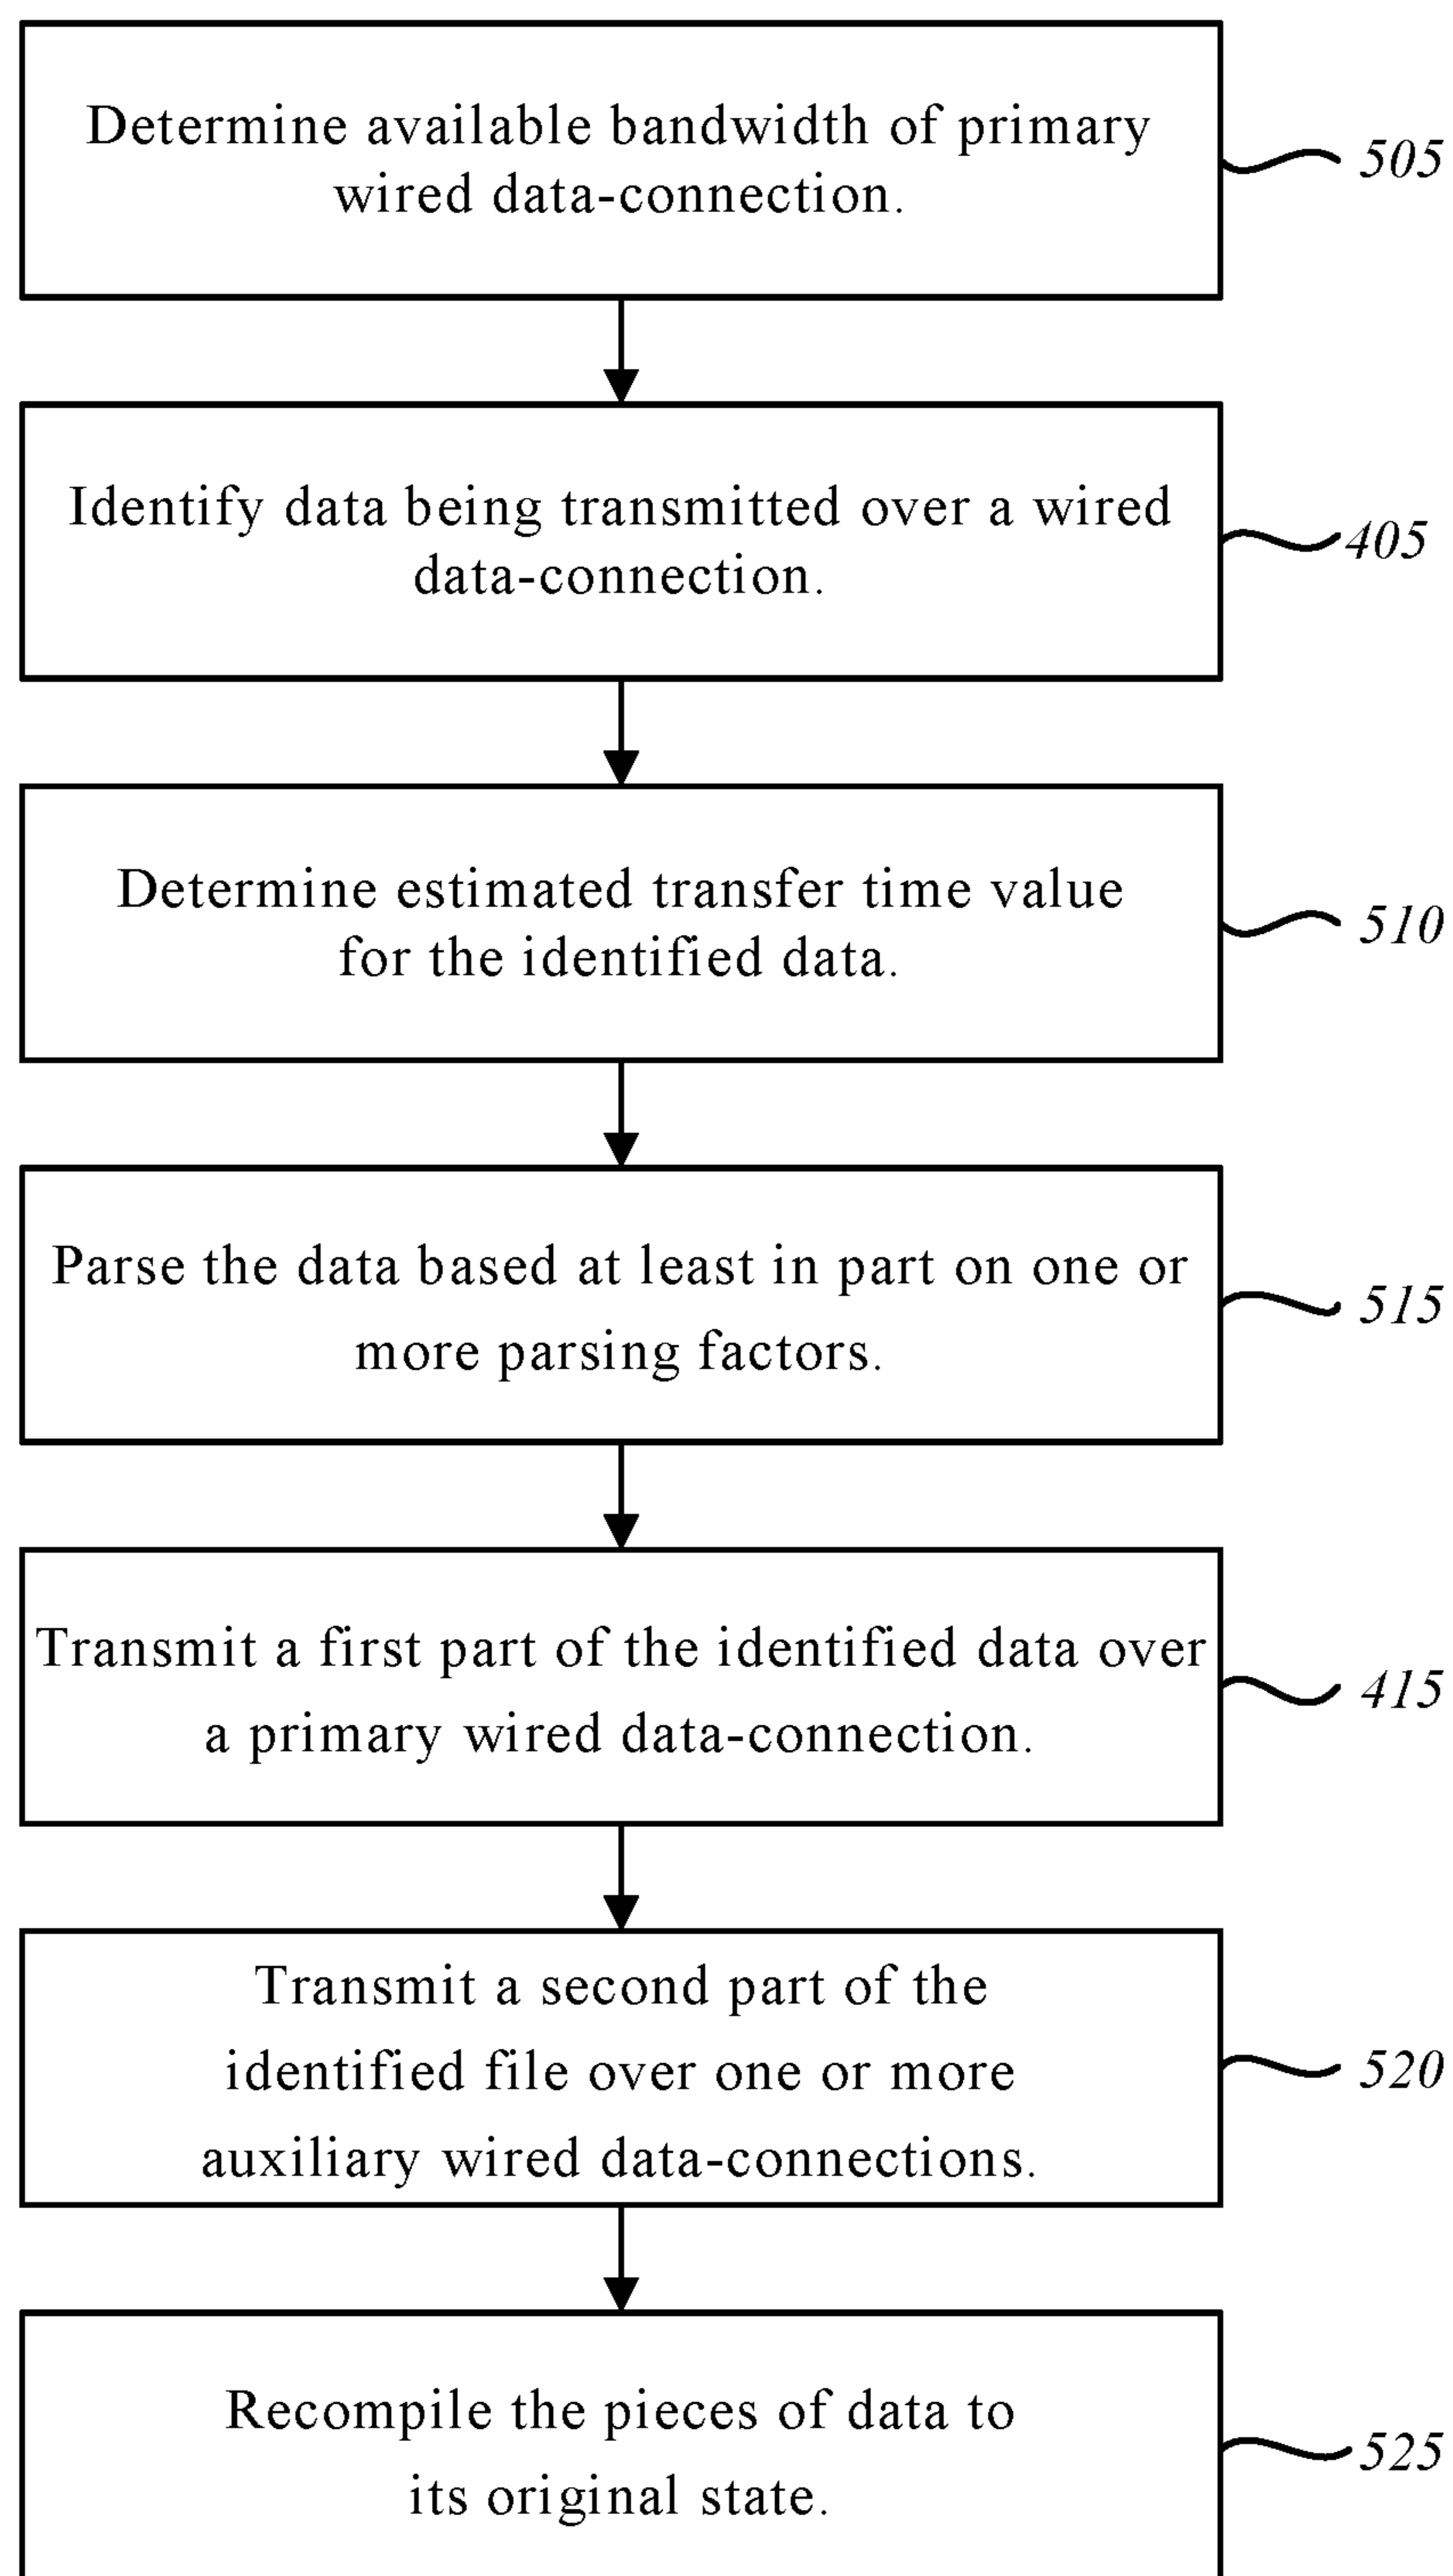 Determine available bandwidth of primary
wired data-connection.
505
Identify data being transmitted over a wired
data-connection.
405
Determine estimated transfer time value
for the identified data.
510
Parse the data based at least in part on one or
more parsing factors.
515
Transmit a first part of the identified data over
a primary wired data-connection.
415
Transmit a second part of the
identified file over one or more
auxiliary wired data-connections.
520
Recompile the pieces of data to
its original state.
525